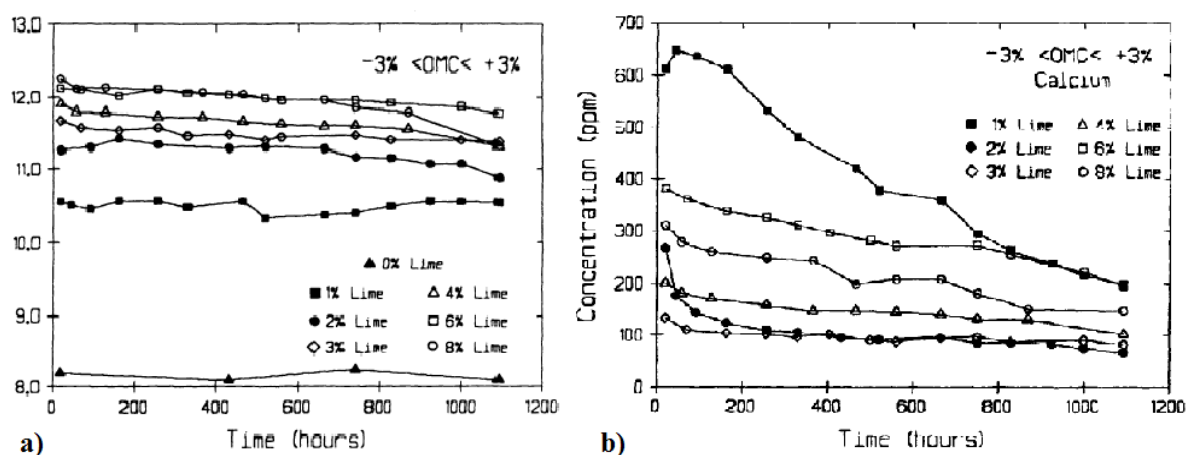 13.0
12.0
11.0
10.0
9.0
8.0
-3% <OMC< +3%
▲ 0% Lime
■ 1% Lime △ 4% Lime
● 2% Lime □ 6% Lime
◇ 3% Lime ○ 8% Lime
0 200 400 600 800 1000 1200
Time (hours)
a)
700
600
500
400
300
200
100
0
Concentration (ppm)
-3% <OMC< +3%
Calcium
■ 1% Lime △ 4% Lime
● 2% Lime □ 6% Lime
◇ 3% Lime ○ 8% Lime
0 200 400 600 800 1000 1200
Time (hours)
b)